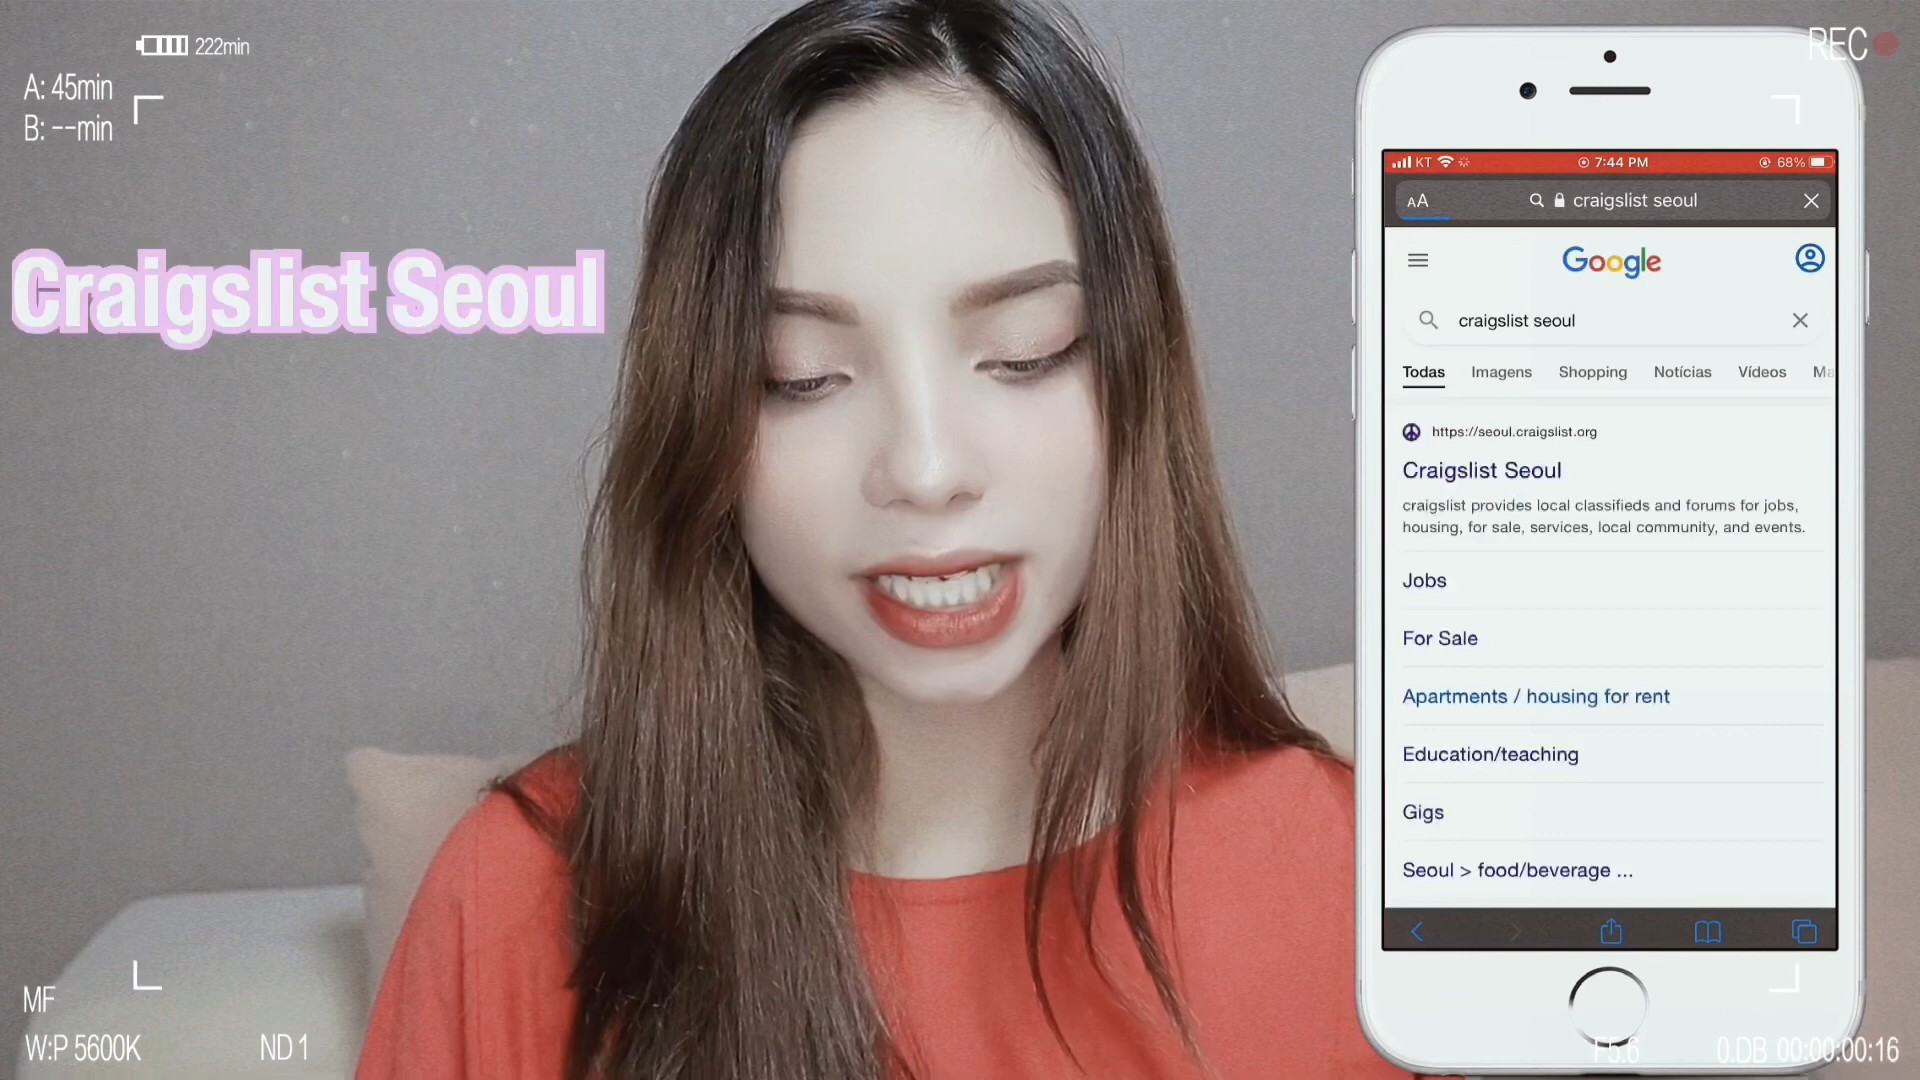 222min
REC
A: 45min
B: --min
Craigslist Seoul
KT 7:44 PM 68%
AA craigslist seoul
Google
craigslist seoul
Todas Imagens Shopping Notícias Vídeos Ma
https://seoul.craigslist.org
Craigslist Seoul
craigslist provides local classifieds and forums for jobs,
housing, for sale, services, local community, and events.
Jobs
For Sale
Apartments / housing for rent
Education/teaching
Gigs
Seoul > food/beverage ...
MF
W:P 5600K ND 1 F5.6 0.DB 00:00:00:16